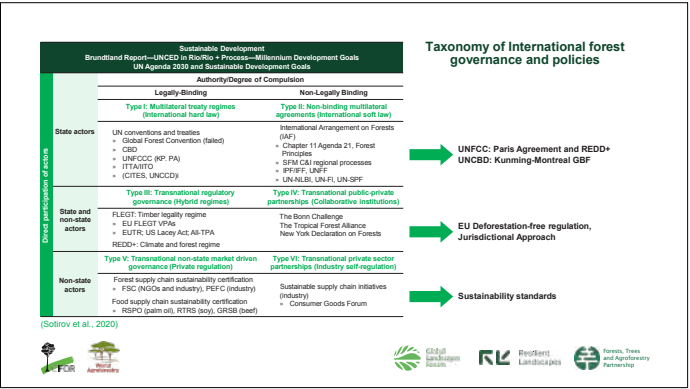 Taxonomy of International forest
governance and policies
Sustainable Development
Brundtland Report—UNCED in Rio/Rio + Process—Millennium Development Goals
UN Agenda 2030 and Sustainable Development Goals
Authority/Degree of Compulsion
Legally-Binding
Non-Legally Binding
Direct participation of actors
State actors
Type I: Multilateral treaty regimes
(International hard law)
UN conventions and treaties
» Global Forest Convention (failed)
» CBD
» UNFCCC (KP. PA)
» ITTA/IITO
» (CITES, UNCCD)i
Type II: Non-binding multilateral
agreements (International soft law)
International Arrangement on Forests
(IAF)
» Chapter 11 Agenda 21, Forest
Principles
» SFM C&I regional processes
» IPF/IFF, UNFF
» UN-NLBI, UN-FI, UN-SPF
UNFCC: Paris Agreement and REDD+
UNCBD: Kunming-Montreal GBF
State and
non-state
actors
Type III: Transnational regulatory
governance (Hybrid regimes)
FLEGT: Timber legality regime
» EU FLEGT VPAs
» EUTR; US Lacey Act; All-TPA
REDD+: Climate and forest regime
Type IV: Transnational public-private
partnerships (Collaborative institutions)
The Bonn Challenge
The Tropical Forest Alliance
New York Declaration on Forests
EU Deforestation-free regulation,
Jurisdictional Approach
Non-state
actors
Type V: Transnational non-state market driven
governance (Private regulation)
Forest supply chain sustainability certification
» FSC (NGOs and industry), PEFC (industry)
Food supply chain sustainability certification
» RSPO (palm oil), RTRS (soy), GRSB (beef)
Type VI: Transnational private sector
partnerships (Industry self-regulation)
Sustainable supply chain initiatives
(industry)
» Consumer Goods Forum
Sustainability standards
(Sotirov et al., 2020)
World
Agroforestry
Global
Landscapes
Forum
Resilient
Landscapes
Forests, Trees
and Agroforestry
Partnership